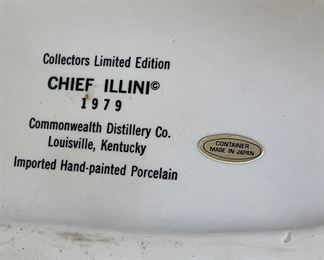 Collectors Limited Edition
CHIEF ILLINI©
1979
Commonwealth Distillery Co.
Louisville, Kentucky
Imported Hand-painted Porcelain
CONTAINER
MADE IN JAPAN